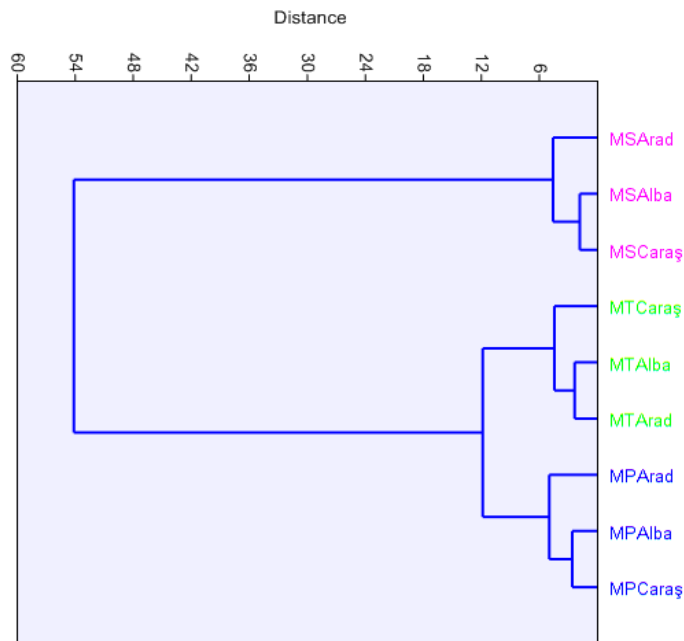 Distance
60 54 48 42 36 30 24 18 12 6
MSArad
MSAlba
MSCaraş
MTCaraş
MTAlba
MTArad
MPArad
MPAlba
MPCaraş